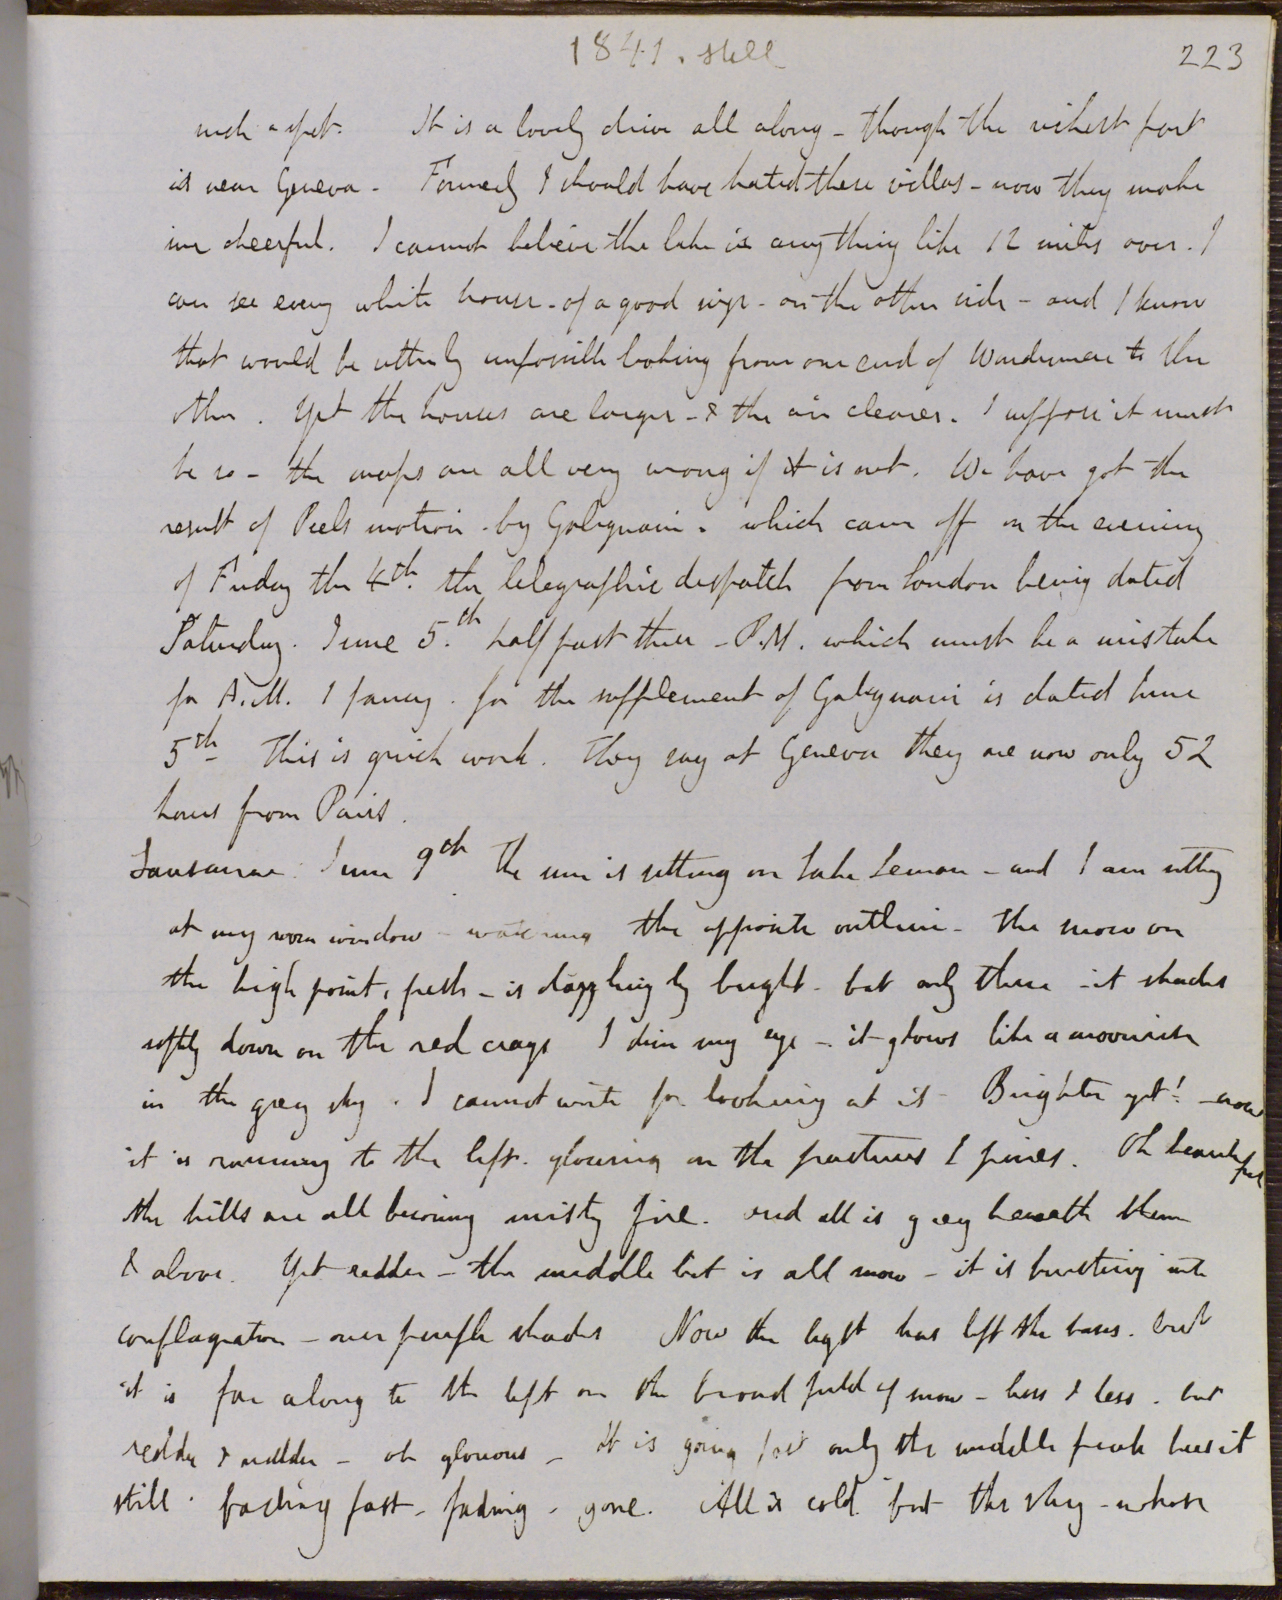 1841. still
223
such a spot. It is a lovely drive all along - though the richest part
is near Geneva - Formerly I should have hated these villas - now they make
me cheerful. I cannot believe the lake is anything like 12 miles over. I
can see every white house - of a good size - on the other side - and I know
that would be utterly impossible looking from one end of Windermere to the
other. Yet the houses are larger - & the air clearer. I suppose it must
be so - the maps are all very wrong if it is not. We have got the
result of Peels motion - by Galignani - which came off on the evening
of Friday the 4th. the telegraphic despatch from London being dated
Saturday. June 5.th half past three - P.M. which must be a mistake
for A.M. I fancy. for the supplement of Galignani is dated June
5th This is quick work. They say at Geneva they are now only 52
hours from Paris.
Lausanne. June 9th The sun is setting on Lake Leman - and I am sitting
at my room window - watching the opposite outline - the snow on
the high point, peak - is dazzlingly bright - but only there - it shades
softly down on the red crags I dim my eye - it glows like a moonrise
in the grey sky. I cannot write for looking at it - Brighter yet! - now
it is running to the left. glowing on the pastures & pines. Oh beautiful
the hills are all burning misty fire. and all is grey beneath them
& above. Yet redder - the middle bit is all snow - it is bursting into
conflagration - over purple shades Now the light has left the bases. but
it is far along to the left on the broad field of snow - less & less. but
redder & redder - oh glorious - It is going fast only the middle peak has it
still. fading fast - fading - gone. All is cold but the sky - whose